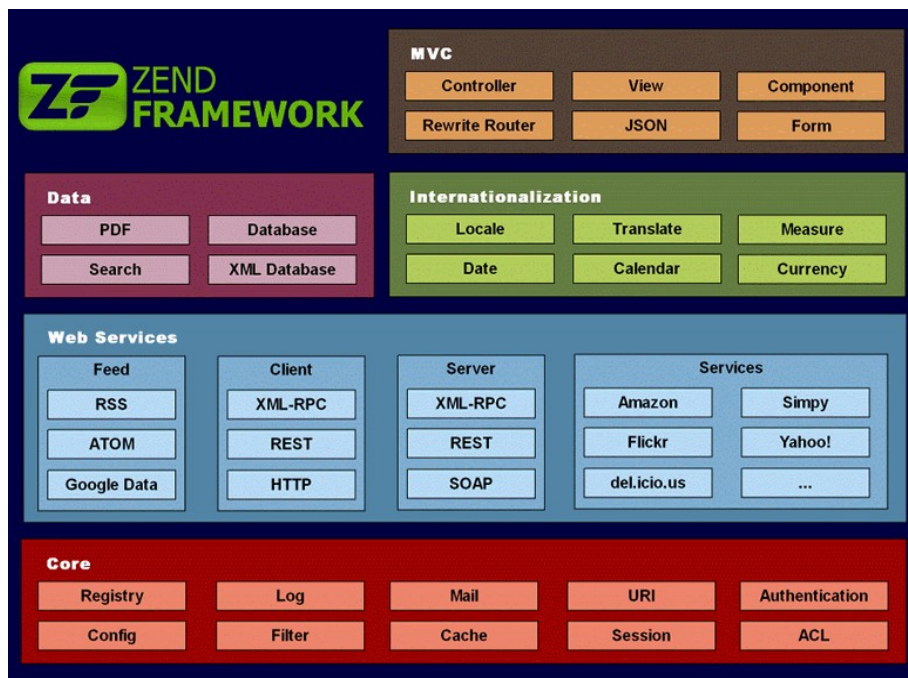 ZF ZEND
FRAMEWORK
MVC
Controller View Component
Rewrite Router JSON Form
Data
PDF Database
Search XML Database
Internationalization
Locale Translate Measure
Date Calendar Currency
Web Services
Feed
RSS
ATOM
Google Data
Client
XML-RPC
REST
HTTP
Server
XML-RPC
REST
SOAP
Services
Amazon Simpy
Flickr Yahoo!
del.icio.us ...
Core
Registry Log Mail URI Authentication
Config Filter Cache Session ACL